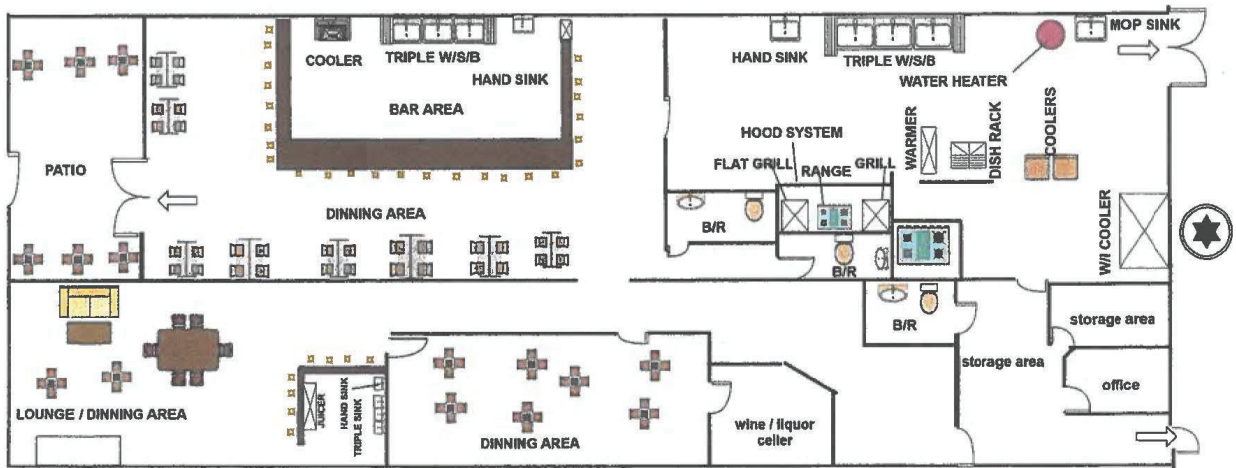 MOP SINK
COOLER
TRIPLE W/S/B
HAND SINK
BAR AREA
HAND SINK
TRIPLE W/S/B
WATER HEATER
HOOD SYSTEM
FLAT GRILL
RANGE
GRILL
WARMER
DISH RACK
COOLERS
PATIO
DINNING AREA
B/R
B/R
W/I COOLER
B/R
storage area
storage area
office
LOUNGE / DINNING AREA
JUICER
HAND SINK
TRIPLE SINK
DINNING AREA
wine / liquor
celler